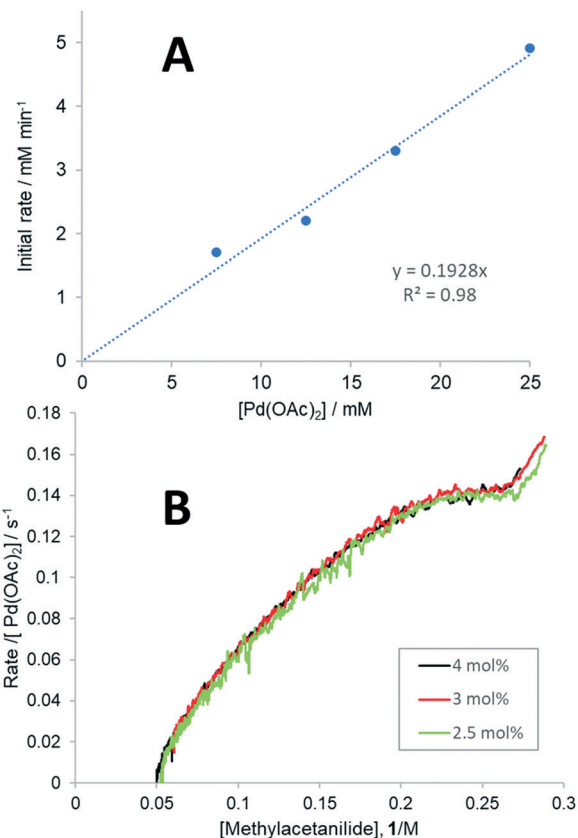 A
5
4
3
2
1
0
Initial rate / mM min⁻¹
y = 0.1928x
R² = 0.98
0 5 10 15 20 25
[Pd(OAc)₂] / mM
B
0.18
0.16
0.14
0.12
0.1
0.08
0.06
0.04
0.02
0
Rate /[ Pd(OAc)₂] / s⁻¹
4 mol%
3 mol%
2.5 mol%
0.05 0.1 0.15 0.2 0.25 0.3
[Methylacetanilide], 1/M